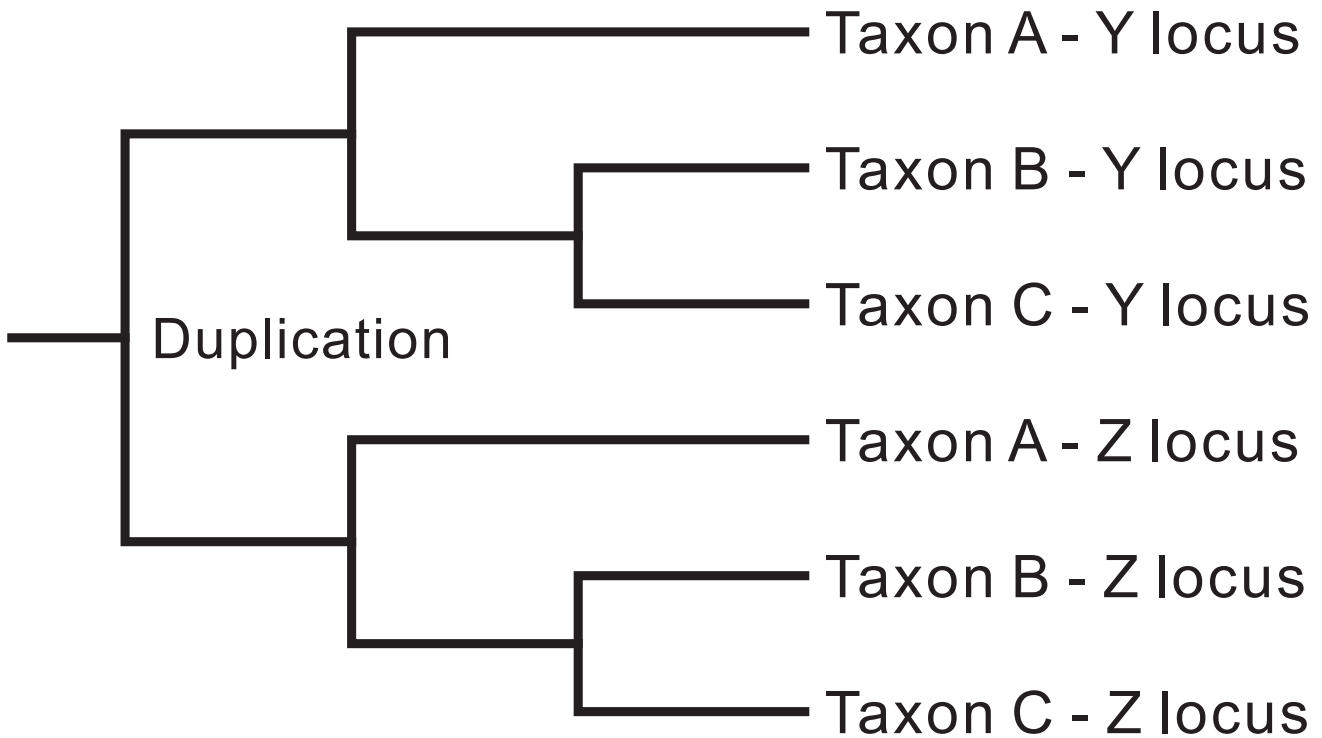 Taxon A - Y locus
Taxon B - Y locus
Taxon C - Y locus
Duplication
Taxon A - Z locus
Taxon B - Z locus
Taxon C - Z locus